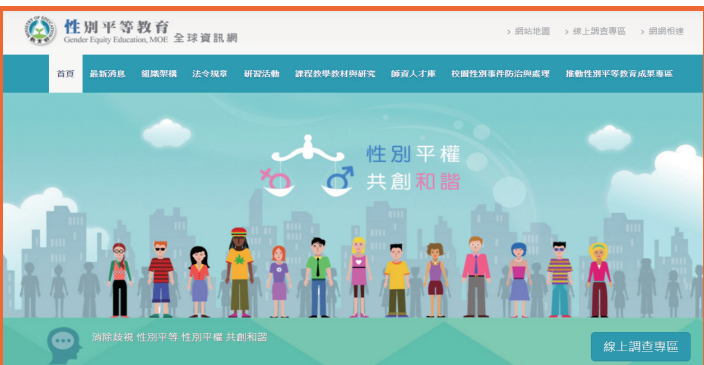 性別平等教育
Gender Equity Education, MOE 全球資訊網
> 網站地圖 > 線上調查專區 > 網網相連
首頁 最新消息 組織架構 法令規章 研習活動 課程教學教材與研究 師資人才庫 校園性別事件防治與處理 推動性別平等教育成果專區
性別平權
共創和諧
消除歧視 性別平等 性別平權 共創和諧
線上調查專區